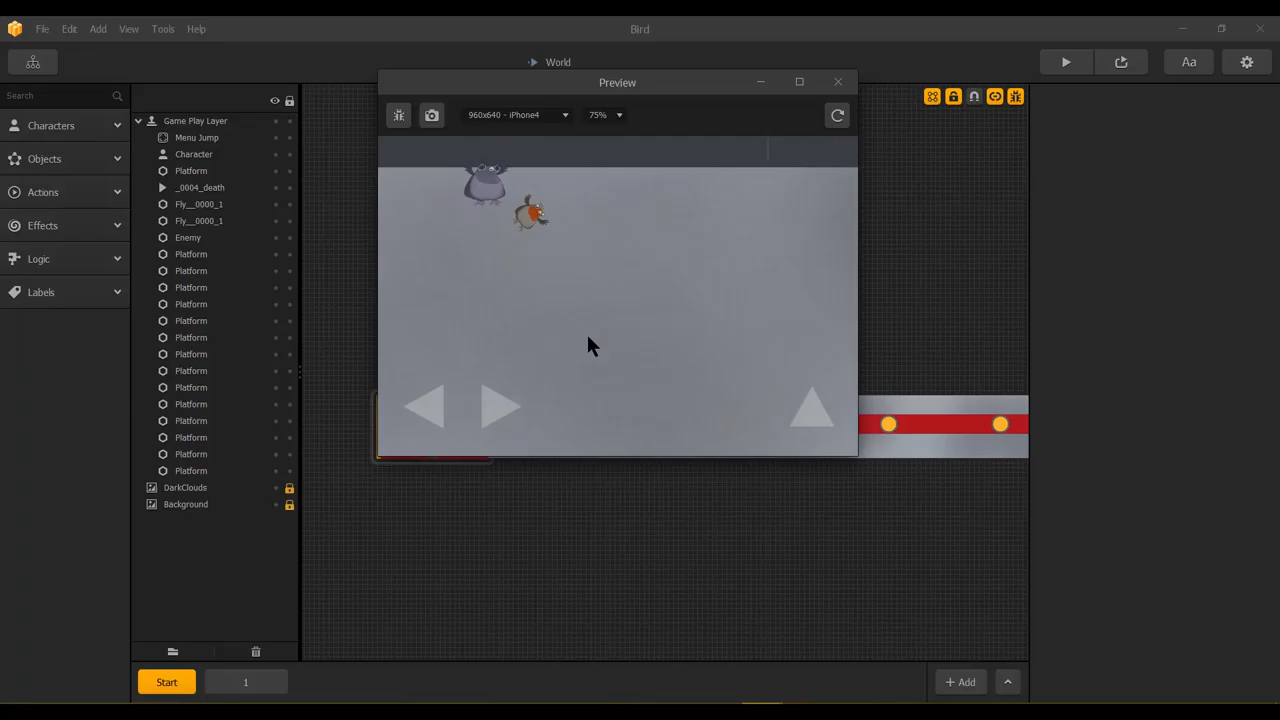 File Edit Add View Tools Help Bird
World Aa
Search
Characters
Objects
Actions
Effects
Logic
Labels
Game Play Layer
Menu Jump
Character
Platform
_0004_death
Fly__0000_1
Fly__0000_1
Enemy
Platform
Platform
Platform
Platform
Platform
Platform
Platform
Platform
Platform
Platform
Platform
Platform
Platform
Platform
DarkClouds
Background
Preview
960x640 - iPhone4 75%
Start 1 + Add